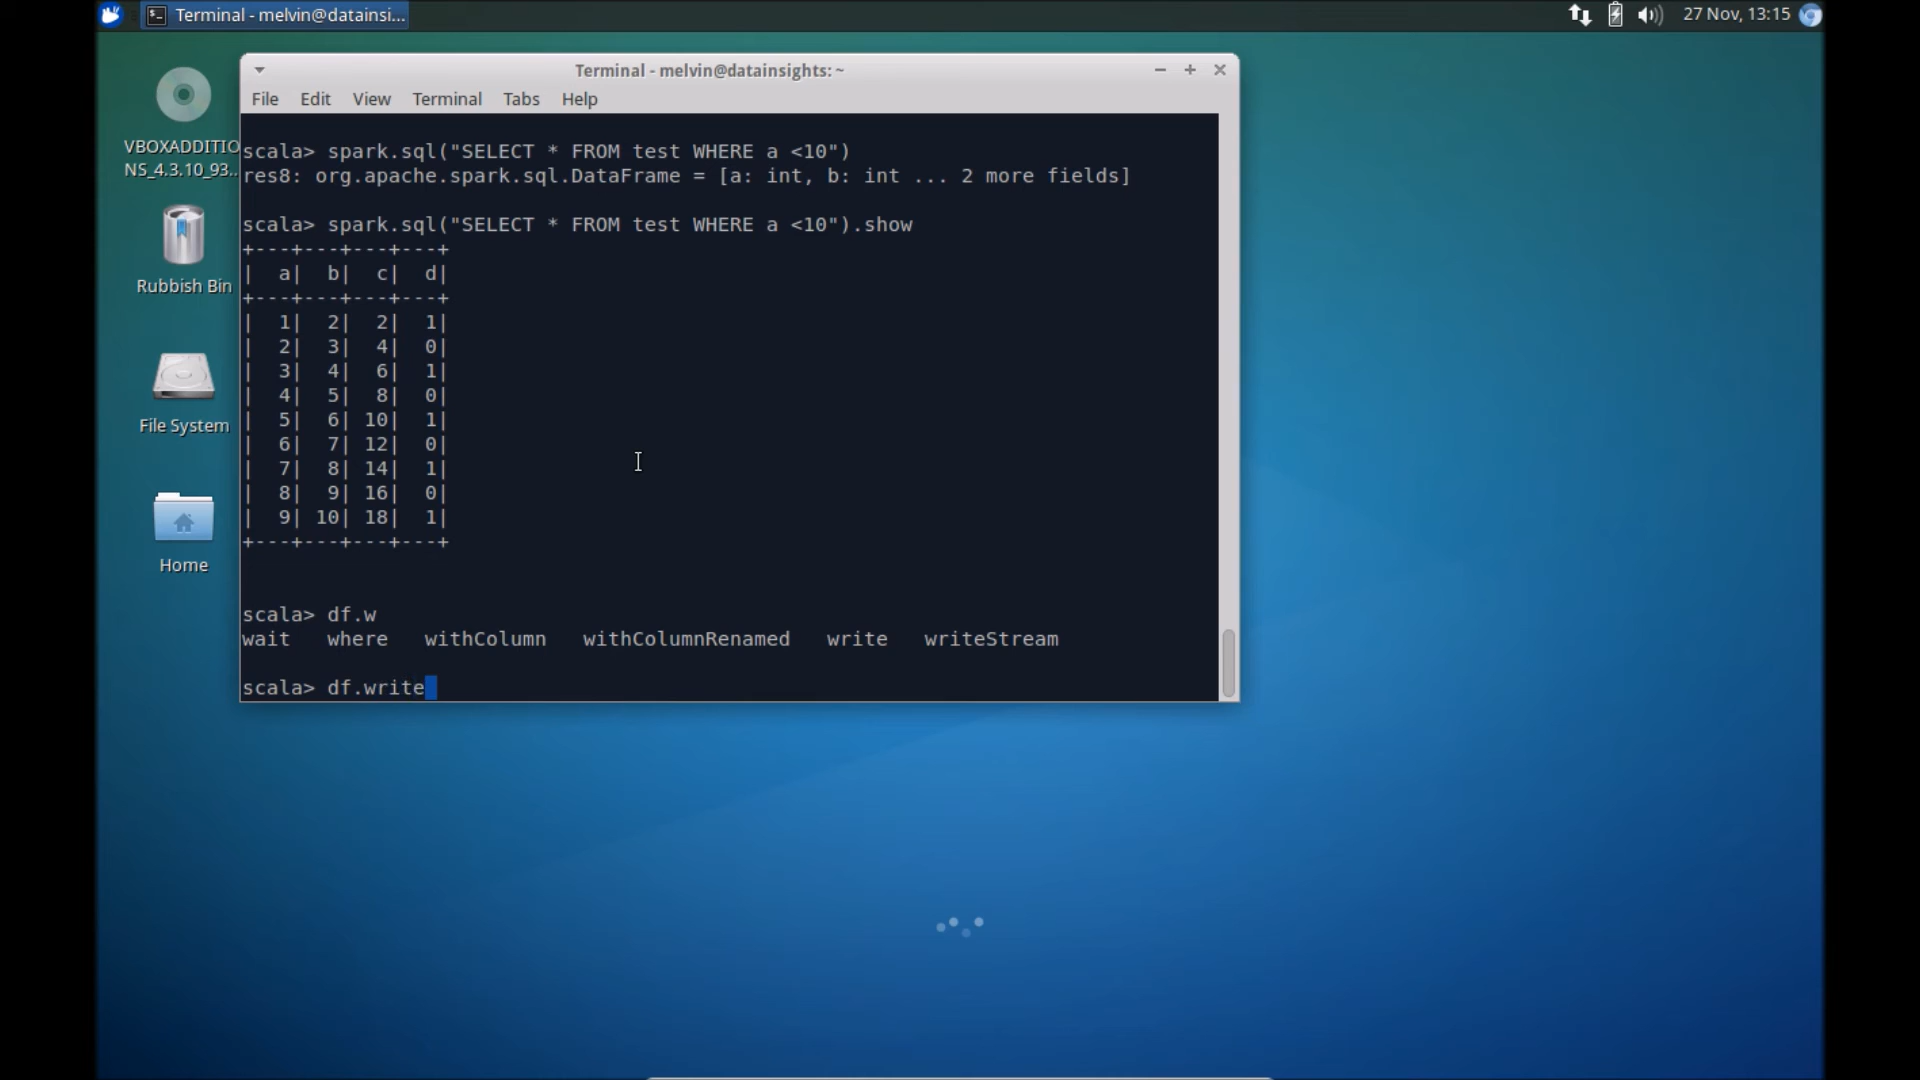 Terminal - melvin@datainsi...
27 Nov, 13:15
Terminal - melvin@datainsights: ~
File Edit View Terminal Tabs Help
VBOXADDITIO
NS_4.3.10_93...
Rubbish Bin
File System
Home
scala> spark.sql("SELECT * FROM test WHERE a <10")
res8: org.apache.spark.sql.DataFrame = [a: int, b: int ... 2 more fields]
scala> spark.sql("SELECT * FROM test WHERE a <10").show
+---+---+---+---+
|  a|  b|  c|  d|
+---+---+---+---+
|  1|  2|  2|  1|
|  2|  3|  4|  0|
|  3|  4|  6|  1|
|  4|  5|  8|  0|
|  5|  6| 10|  1|
|  6|  7| 12|  0|
|  7|  8| 14|  1|
|  8|  9| 16|  0|
|  9| 10| 18|  1|
+---+---+---+---+
scala> df.w
wait   where   withColumn   withColumnRenamed   write   writeStream
scala> df.write